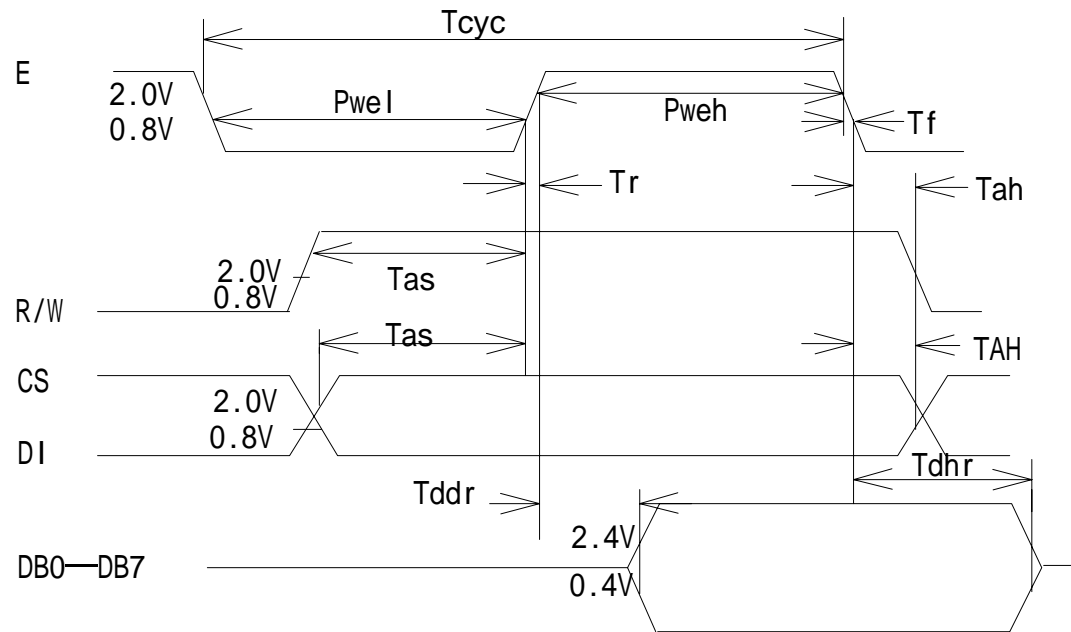 Tcyc
E
2.0V
0.8V
Pwel
Pweh
Tf
Tr
Tah
2.0V
0.8V
Tas
R/W
Tas
TAH
CS
2.0V
0.8V
DI
Tdhr
Tddr
2.4V
DB0—DB7
0.4V